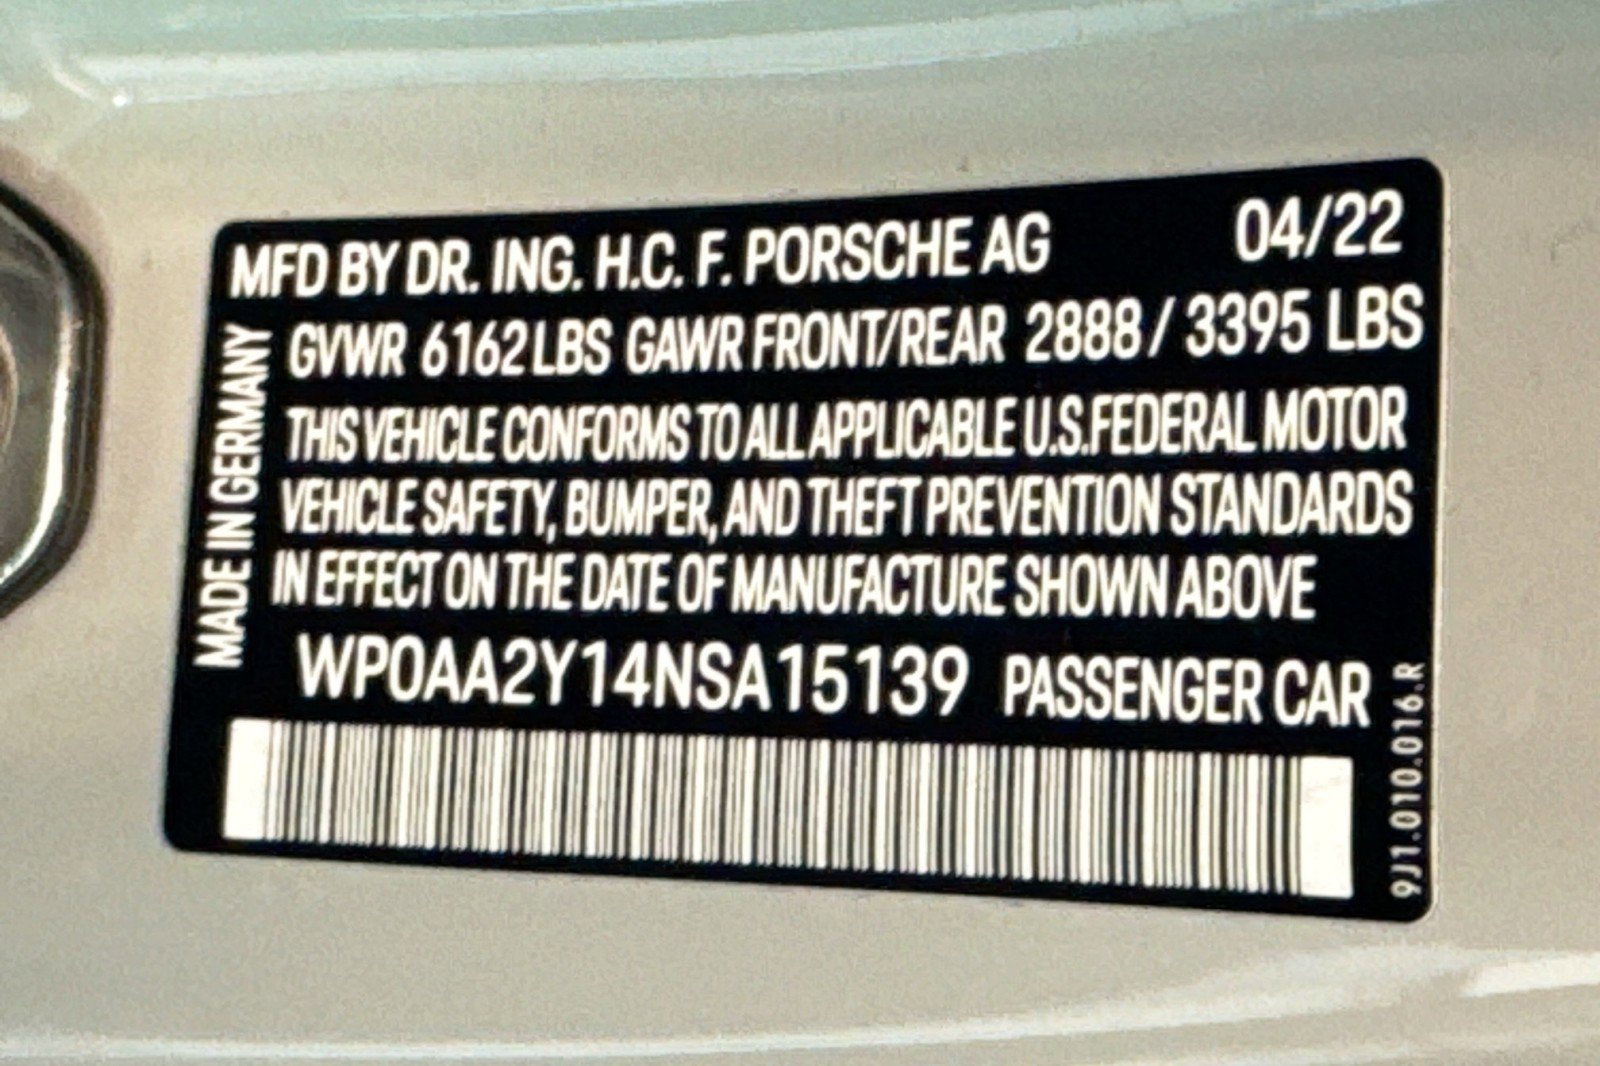 MFD BY DR. ING. H.C. F. PORSCHE AG 04/22
GVWR 6162LBS GAWR FRONT/REAR 2888 / 3395 LBS
THIS VEHICLE CONFORMS TO ALL APPLICABLE U.S.FEDERAL MOTOR
VEHICLE SAFETY, BUMPER, AND THEFT PREVENTION STANDARDS
IN EFFECT ON THE DATE OF MANUFACTURE SHOWN ABOVE
WP0AA2Y14NSA15139 PASSENGER CAR
MADE IN GERMANY
9J1.010.016.R